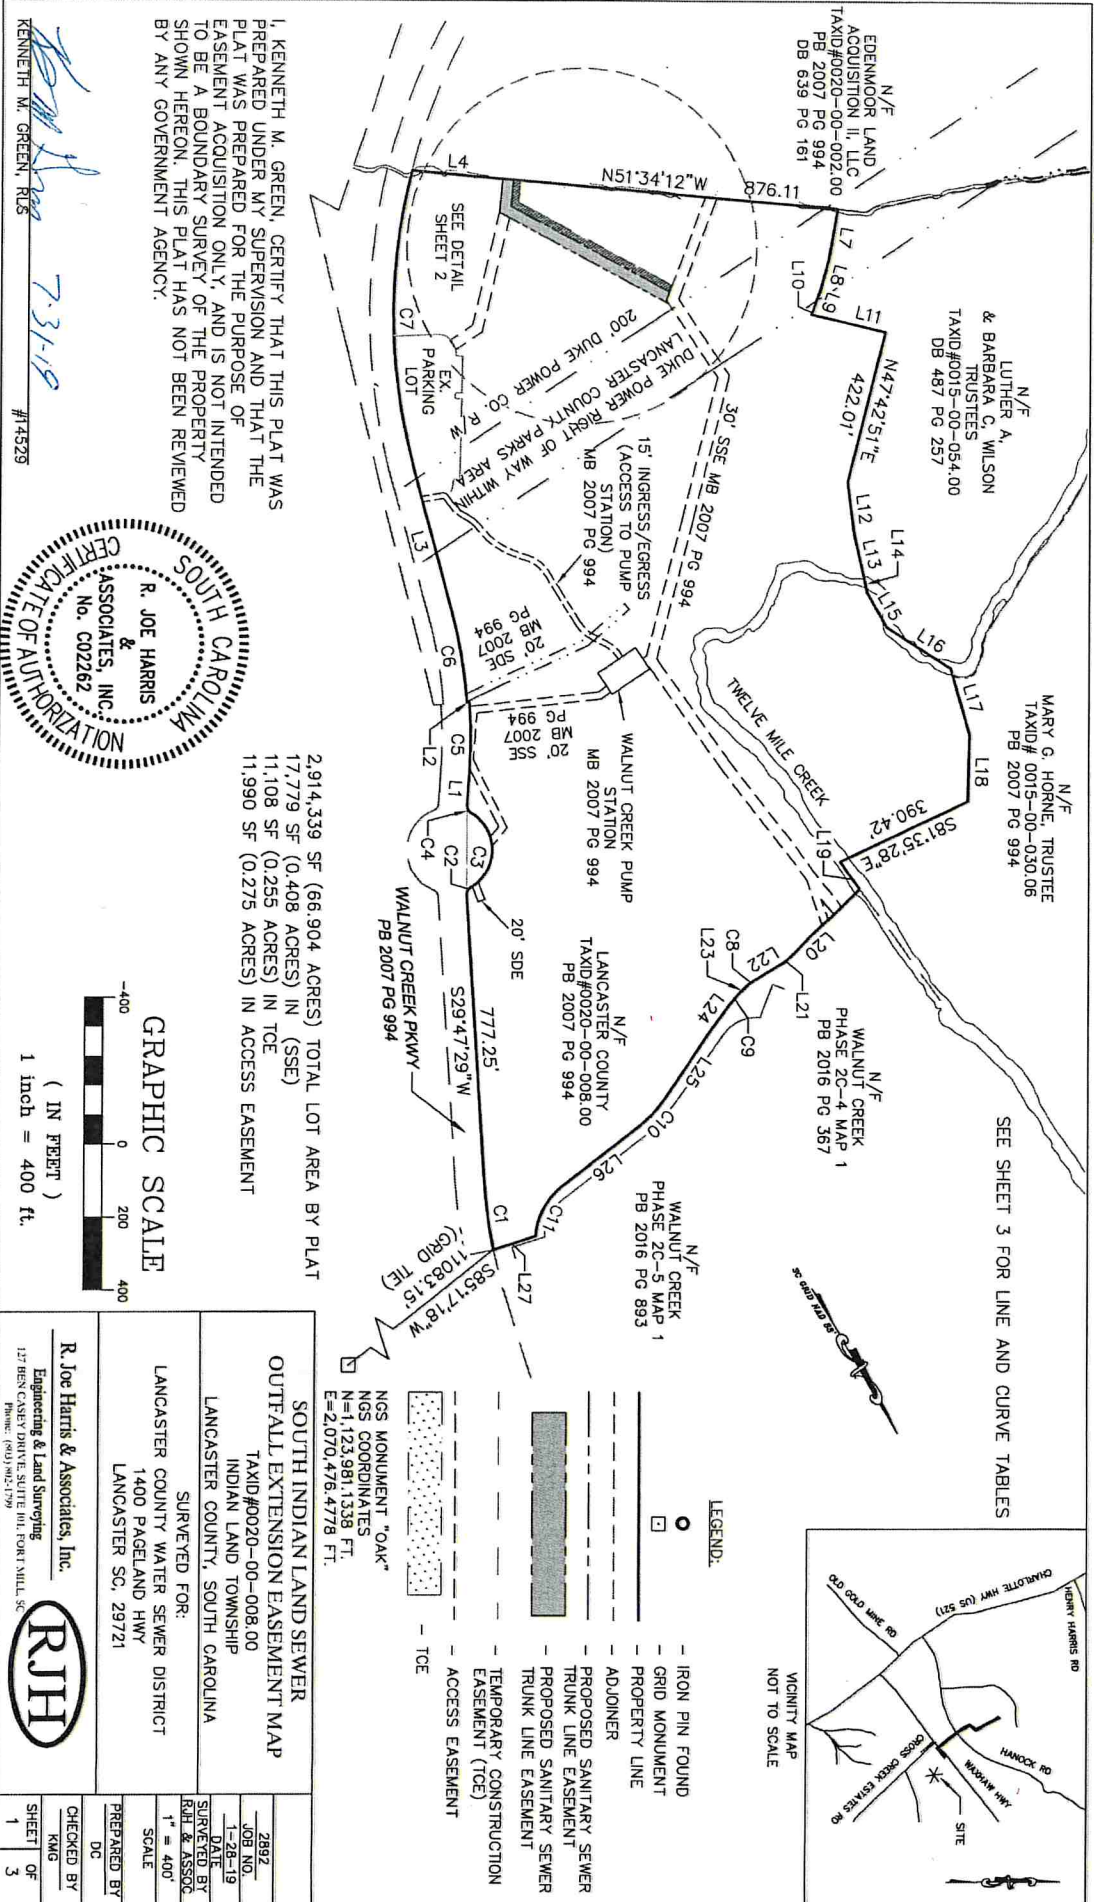 SEE SHEET 3 FOR LINE AND CURVE TABLES
N/F
EDENMOOR LAND
ACQUISITION II, LLC
TAXID#0020-00-002.00
PB 2007 PG 994
DB 639 PG 161
N/F
LUTHER A.
& BARBARA C. WILSON
TRUSTEES
TAXID#0015-00-054.00
DB 487 PG 257
N/F
MARY G. HORNE, TRUSTEE
TAXID# 0015-00-030.06
PB 2007 PG 994
N/F
WALNUT CREEK
PHASE 2C-4 MAP 1
PB 2016 PG 367
N/F
WALNUT CREEK
PHASE 2C-5 MAP 1
PB 2016 PG 893
N/F
LANCASTER COUNTY
TAXID#0020-00-008.00
PB 2007 PG 994
L4
N51°34'12"W
876.11
L7
L8
L9
L10
L11
N47°42'51"E
422.01'
L12
L13
L14
L15
L16
L17
L18
S81°35'28"E
390.42'
L19
L20
L21
L22
C8
L23
L24
C9
L25
C10
L26
C11
L27
C1
TWELVE MILE CREEK
SEE DETAIL
SHEET 2
C7
EX.
PARKING
LOT
200' DUKE POWER CO. R/W
DUKE POWER RIGHT OF WAY WITHIN
LANCASTER COUNTY PARKS AREA
30' SSE MB 2007 PG 994
15' INGRESS/EGRESS
(ACCESS TO PUMP
STATION)
MB 2007 PG 994
WALNUT CREEK PUMP
STATION
MB 2007 PG 994
20' SDE
MB 2007
PG 994
20' SSE
MB 2007
PG 994
L3
C6
L2
C5
L1
C4
C2
C3
20' SDE
777.25'
S29°47'29"W
WALNUT CREEK PKWY
PB 2007 PG 994
S85°17'18"W
11083.15'
(GRID TIE)
SC GRID NAD 83'
NGS MONUMENT "OAK"
NGS COORDINATES
N=1,123,981.1338 FT.
E=2,070,476.4778 FT.
I, KENNETH M. GREEN, CERTIFY THAT THIS PLAT WAS
PREPARED UNDER MY SUPERVISION AND THAT THE
PLAT WAS PREPARED FOR THE PURPOSE OF
EASEMENT ACQUISITION ONLY, AND IS NOT INTENDED
TO BE A BOUNDARY SURVEY OF THE PROPERTY
SHOWN HEREON. THIS PLAT HAS NOT BEEN REVIEWED
BY ANY GOVERNMENT AGENCY.
7-31-19
KENNETH M. GREEN, RLS
#14529
SOUTH CAROLINA
R. JOE HARRIS
&
ASSOCIATES, INC.
No. C02262
CERTIFICATE OF AUTHORIZATION
2,914,339 SF (66.904 ACRES) TOTAL LOT AREA BY PLAT
17,779 SF (0.408 ACRES) IN (SSE)
11,108 SF (0.255 ACRES) IN TCE
11,990 SF (0.275 ACRES) IN ACCESS EASEMENT
GRAPHIC SCALE
-400 0 200 400
( IN FEET )
1 inch = 400 ft.
VICINITY MAP
NOT TO SCALE
HENRY HARRIS RD
CHARLOTTE HWY (US 521)
OLD GOLD MINE RD
HANCOCK RD
WAXHAW HWY
CROSS CREEK ESTATES RD
SITE
LEGEND:
- IRON PIN FOUND
- GRID MONUMENT
- PROPERTY LINE
- ADJOINER
- PROPOSED SANITARY SEWER
TRUNK LINE EASEMENT
- PROPOSED SANITARY SEWER
TRUNK LINE EASEMENT
- TEMPORARY CONSTRUCTION
EASEMENT (TCE)
- ACCESS EASEMENT
- TCE
SOUTH INDIAN LAND SEWER
OUTFALL EXTENSION EASEMENT MAP
TAXID#0020-00-008.00
INDIAN LAND TOWNSHIP
LANCASTER COUNTY, SOUTH CAROLINA
SURVEYED FOR:
LANCASTER COUNTY WATER SEWER DISTRICT
1400 PAGELAND HWY
LANCASTER SC, 29721
R. Joe Harris & Associates, Inc.
Engineering & Land Surveying
127 BEN CASEY DRIVE, SUITE 101, FORT MILL, SC
Phone: (803) 802-1799
RJH
2892
JOB NO.
1-28-19
DATE
SURVEYED BY
RJH & ASSOC
1" = 400'
SCALE
PREPARED BY
DC
CHECKED BY
KMG
SHEET OF
1 3